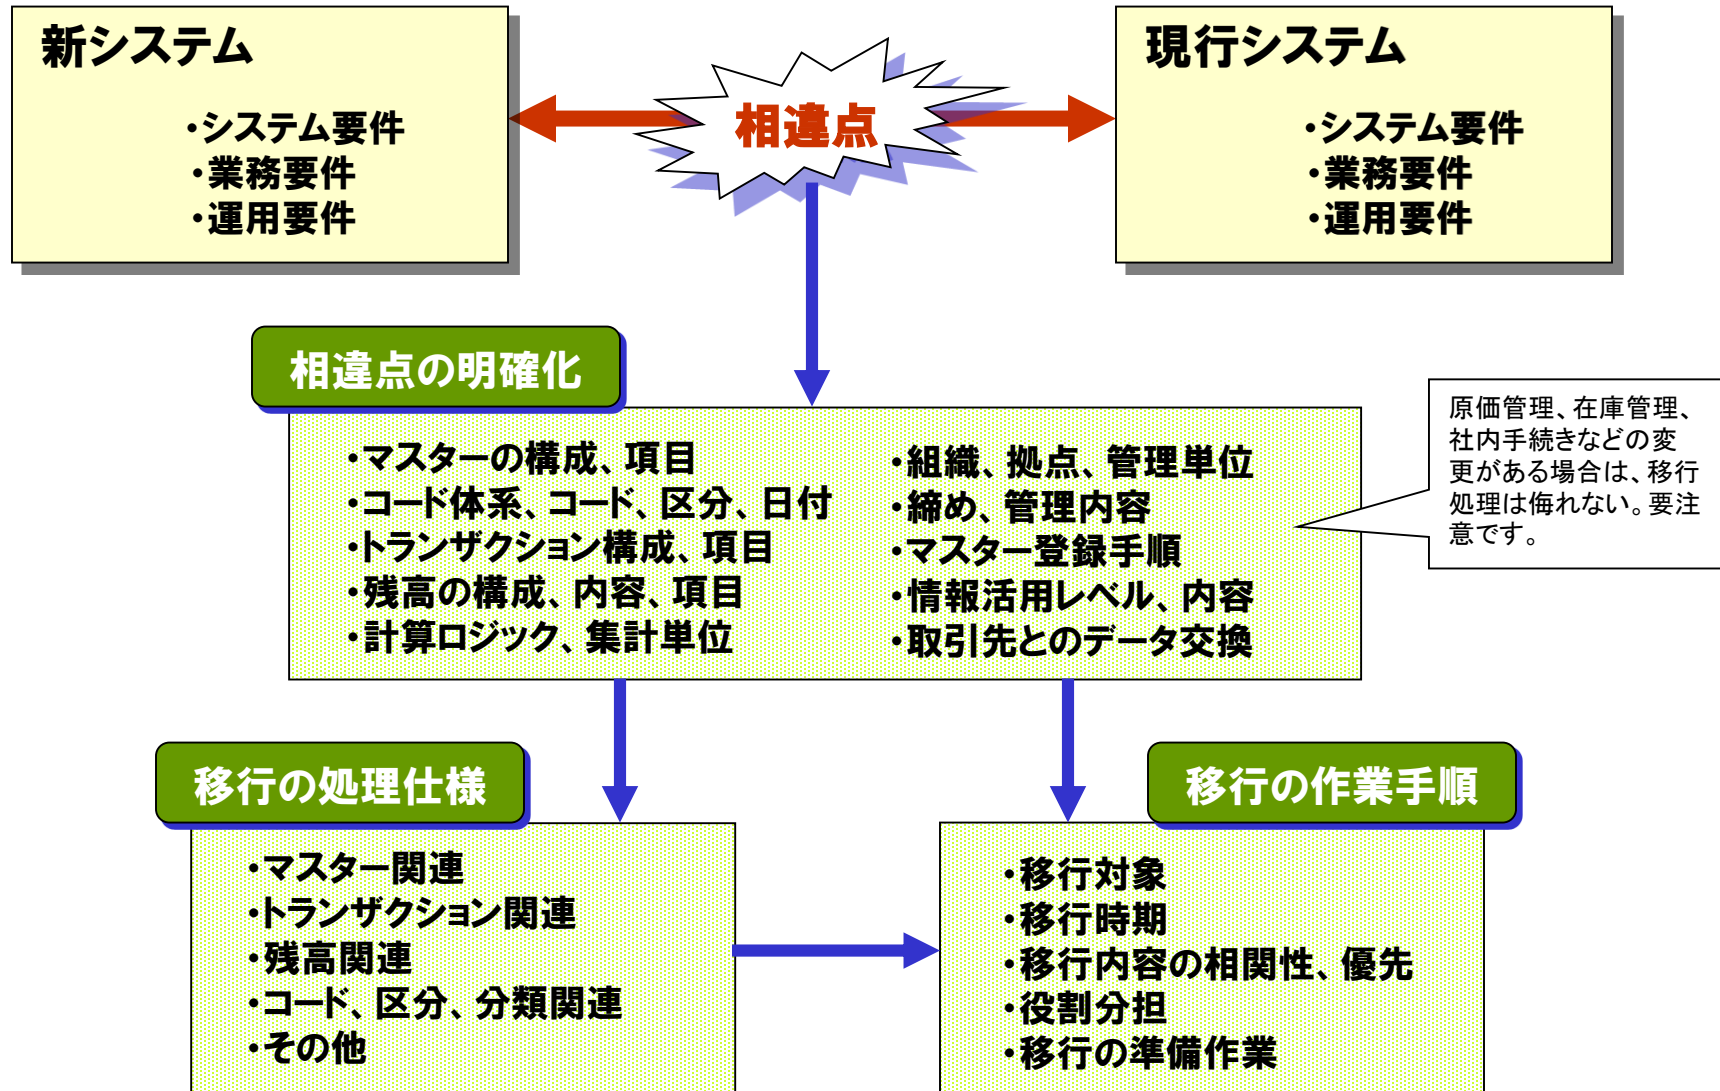 新システム
・システム要件
・業務要件
・運用要件
相違点
現行システム
・システム要件
・業務要件
・運用要件
相違点の明確化
・マスターの構成、項目
・コード体系、コード、区分、日付
・トランザクション構成、項目
・残高の構成、内容、項目
・計算ロジック、集計単位
・組織、拠点、管理単位
・締め、管理内容
・マスター登録手順
・情報活用レベル、内容
・取引先とのデータ交換
原価管理、在庫管理、
社内手続きなどの変
更がある場合は、移行
処理は侮れない。要注
意です。
移行の処理仕様
・マスター関連
・トランザクション関連
・残高関連
・コード、区分、分類関連
・その他
移行の作業手順
・移行対象
・移行時期
・移行内容の相関性、優先
・役割分担
・移行の準備作業